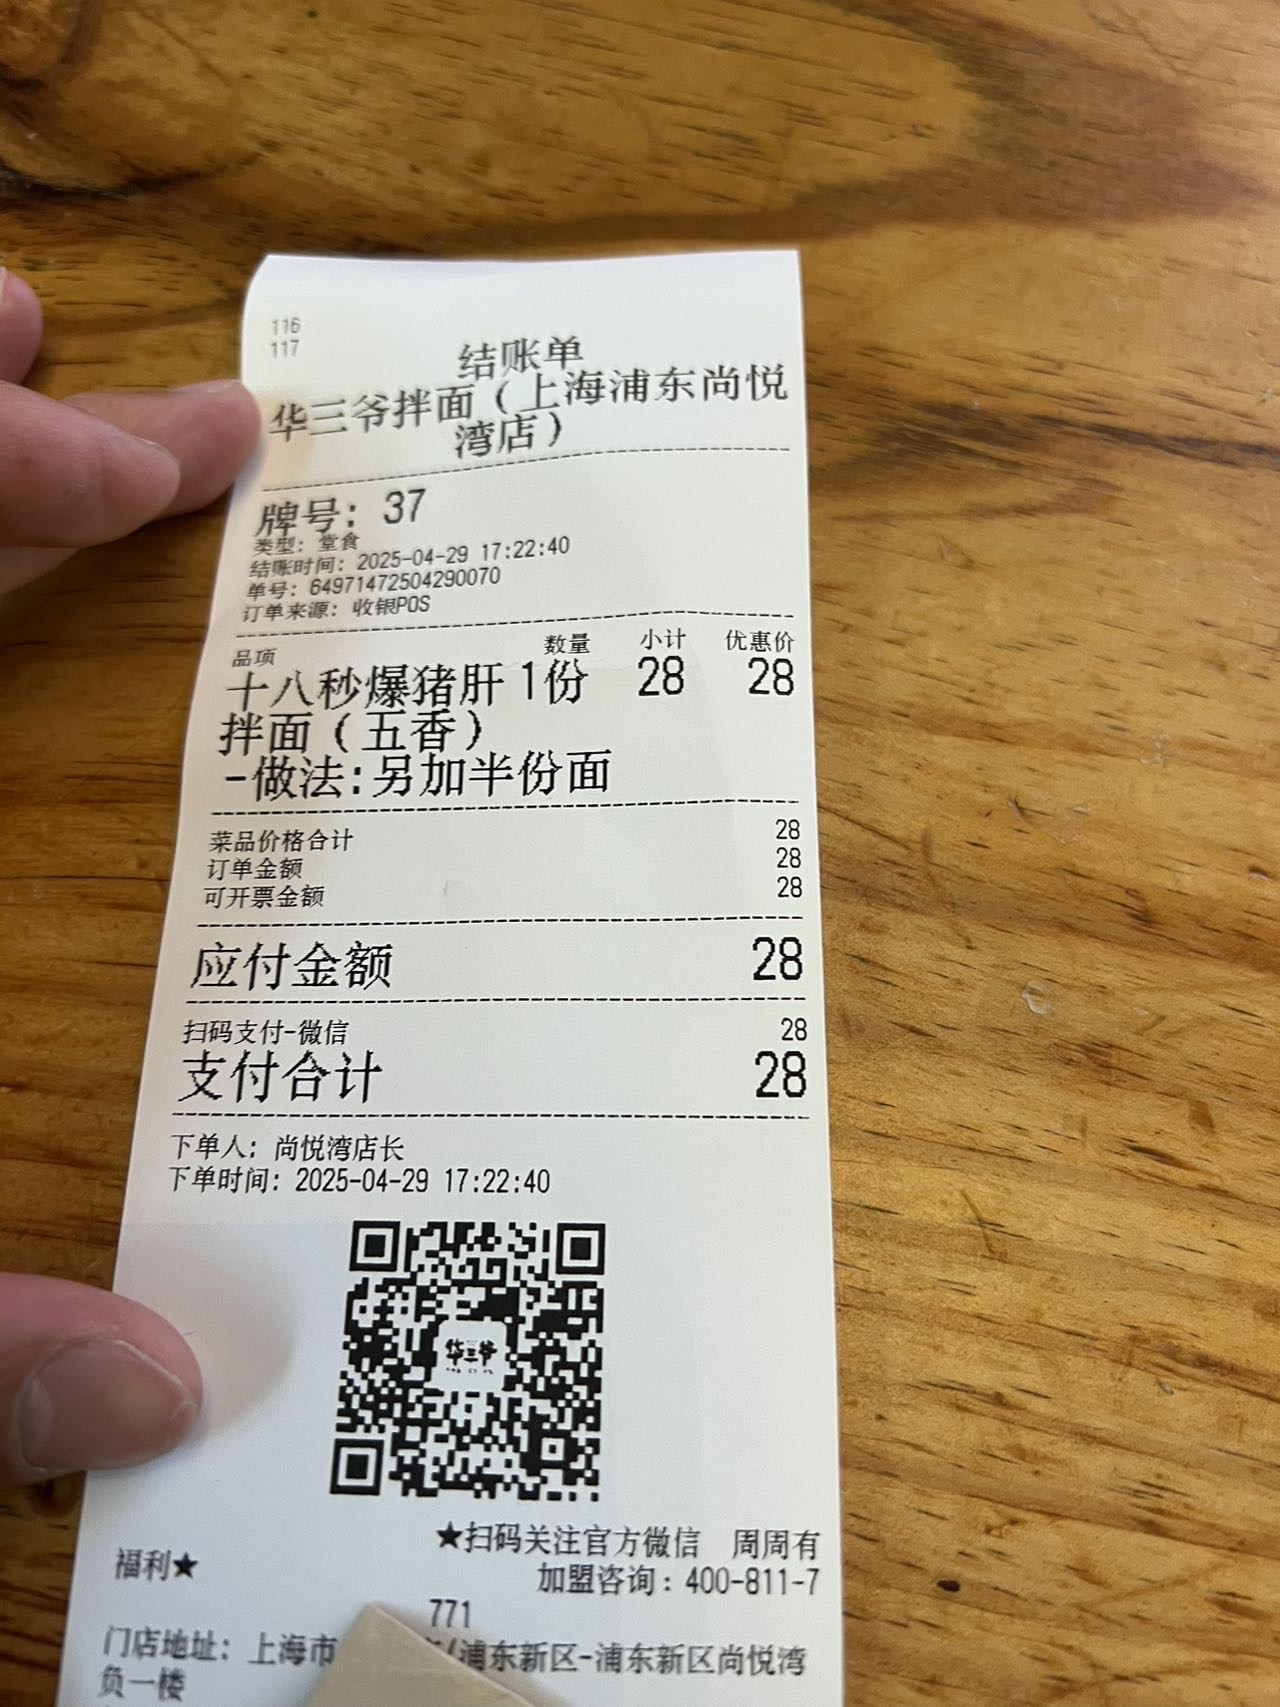 116
117
结账单
华三爷拌面（上海浦东尚悦
湾店）
牌号: 37
类型: 堂食
结账时间: 2025-04-29 17:22:40
单号: 64971472504290070
订单来源: 收银POS
品项 数量 小计 优惠价
十八秒爆猪肝 1份 28 28
拌面（五香）
-做法:另加半份面
菜品价格合计 28
订单金额 28
可开票金额 28
应付金额 28
扫码支付-微信 28
支付合计 28
下单人: 尚悦湾店长
下单时间: 2025-04-29 17:22:40
华三爷
★扫码关注官方微信 周周有
福利★
加盟咨询: 400-811-7
771
门店地址: 上海市 (浦东新区-浦东新区尚悦湾
负一楼